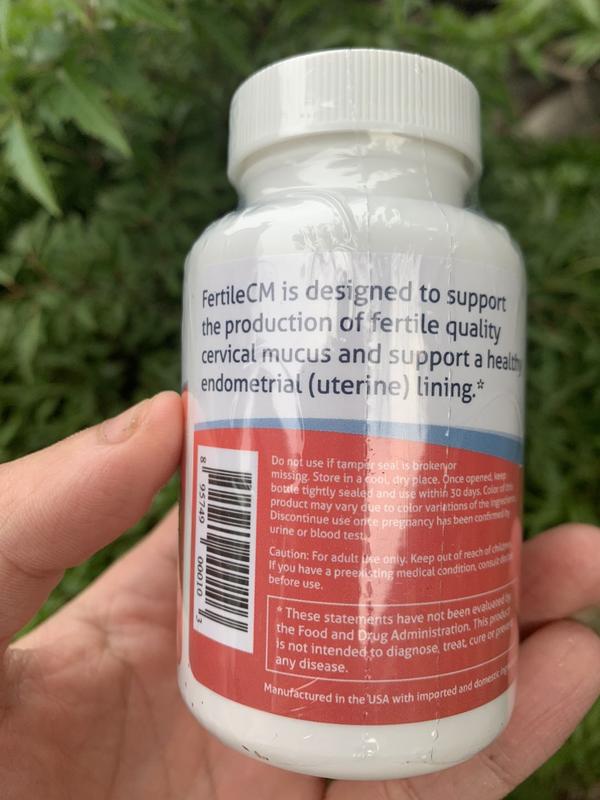 FertileCM is designed to support
the production of fertile quality
cervical mucus and support a healthy
endometrial (uterine) lining.*
Do not use if tamper seal is broken or
missing. Store in a cool, dry place. Once opened, keep
bottle tightly sealed and use within 30 days. Color of this
product may vary due to color variations of the ingredients.
Discontinue use once pregnancy has been confirmed by
urine or blood test.
Caution: For adult use only. Keep out of reach of children.
If you have a preexisting medical condition, consult
before use.
* These statements have not been evaluated by
the Food and Drug Administration. This product
is not intended to diagnose, treat, cure or prevent
any disease.
Manufactured in the USA with imported and domestic
8 95749 00010 3